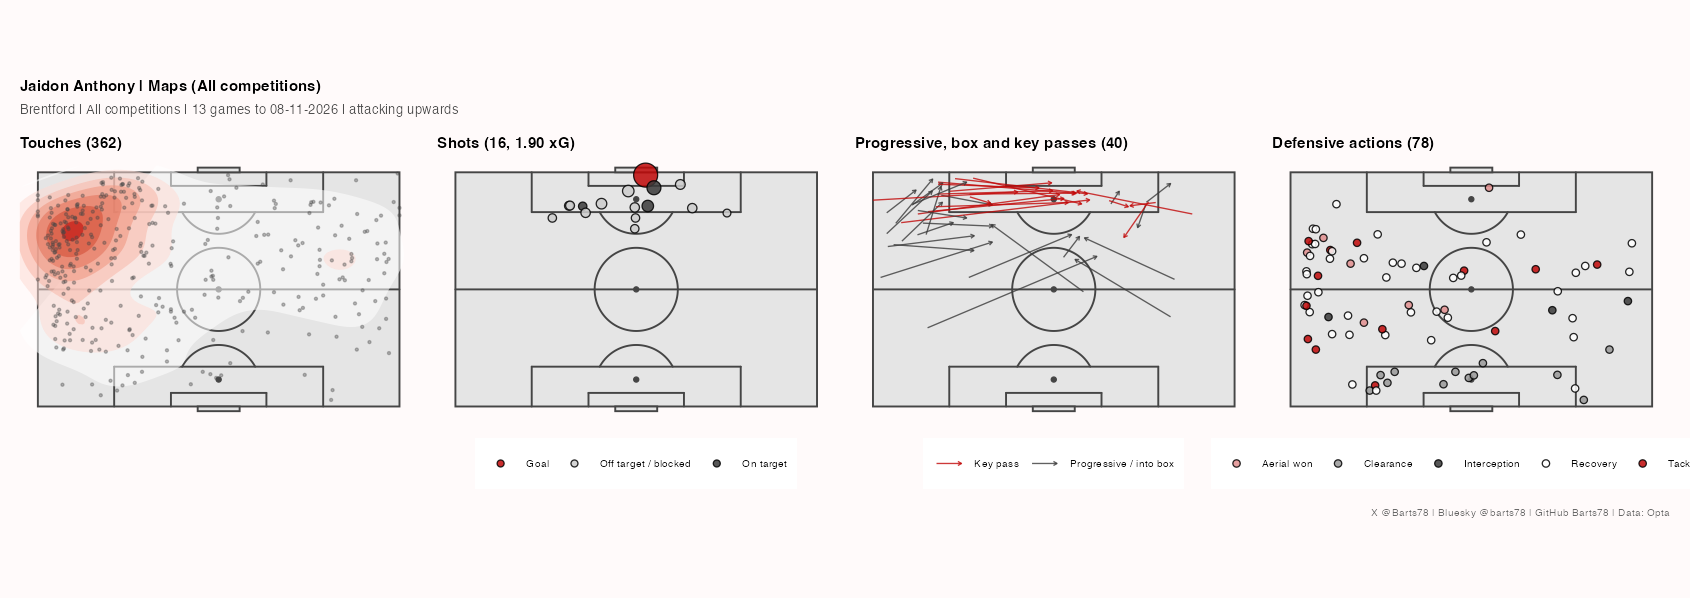 Jaidon Anthony | Maps (All competitions)
Brentford | All competitions | 13 games to 08-11-2026 | attacking upwards
Touches (362)
Shots (16, 1.90 xG)
Progressive, box and key passes (40)
Defensive actions (78)
Goal
Off target / blocked
On target
Key pass
Progressive / into box
Aerial won
Clearance
Interception
Recovery
Tack
X @Barts78 | Bluesky @barts78 | GitHub Barts78 | Data: Opta